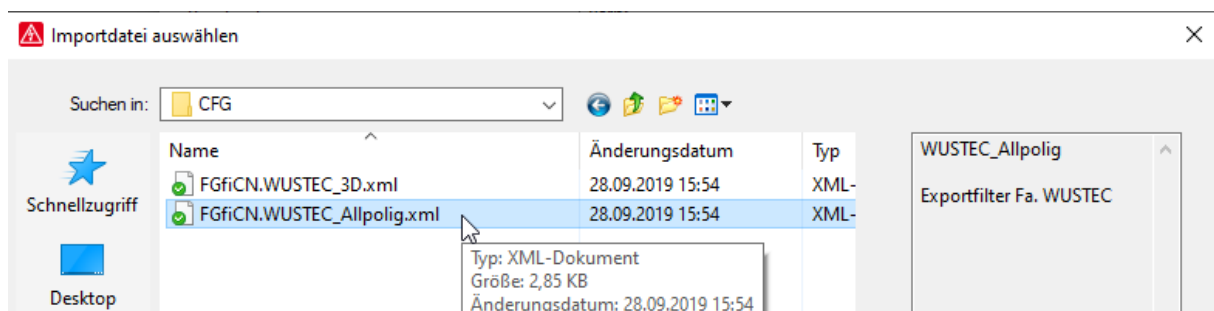 Importdatei auswählen
Suchen in: CFG
Name Änderungsdatum Typ
FGfiCN.WUSTEC_3D.xml 28.09.2019 15:54 XML-
FGfiCN.WUSTEC_Allpolig.xml 28.09.2019 15:54 XML-
Schnellzugriff
Desktop
Typ: XML-Dokument
Größe: 2,85 KB
Änderungsdatum: 28.09.2019 15:54
WUSTEC_Allpolig
Exportfilter Fa. WUSTEC